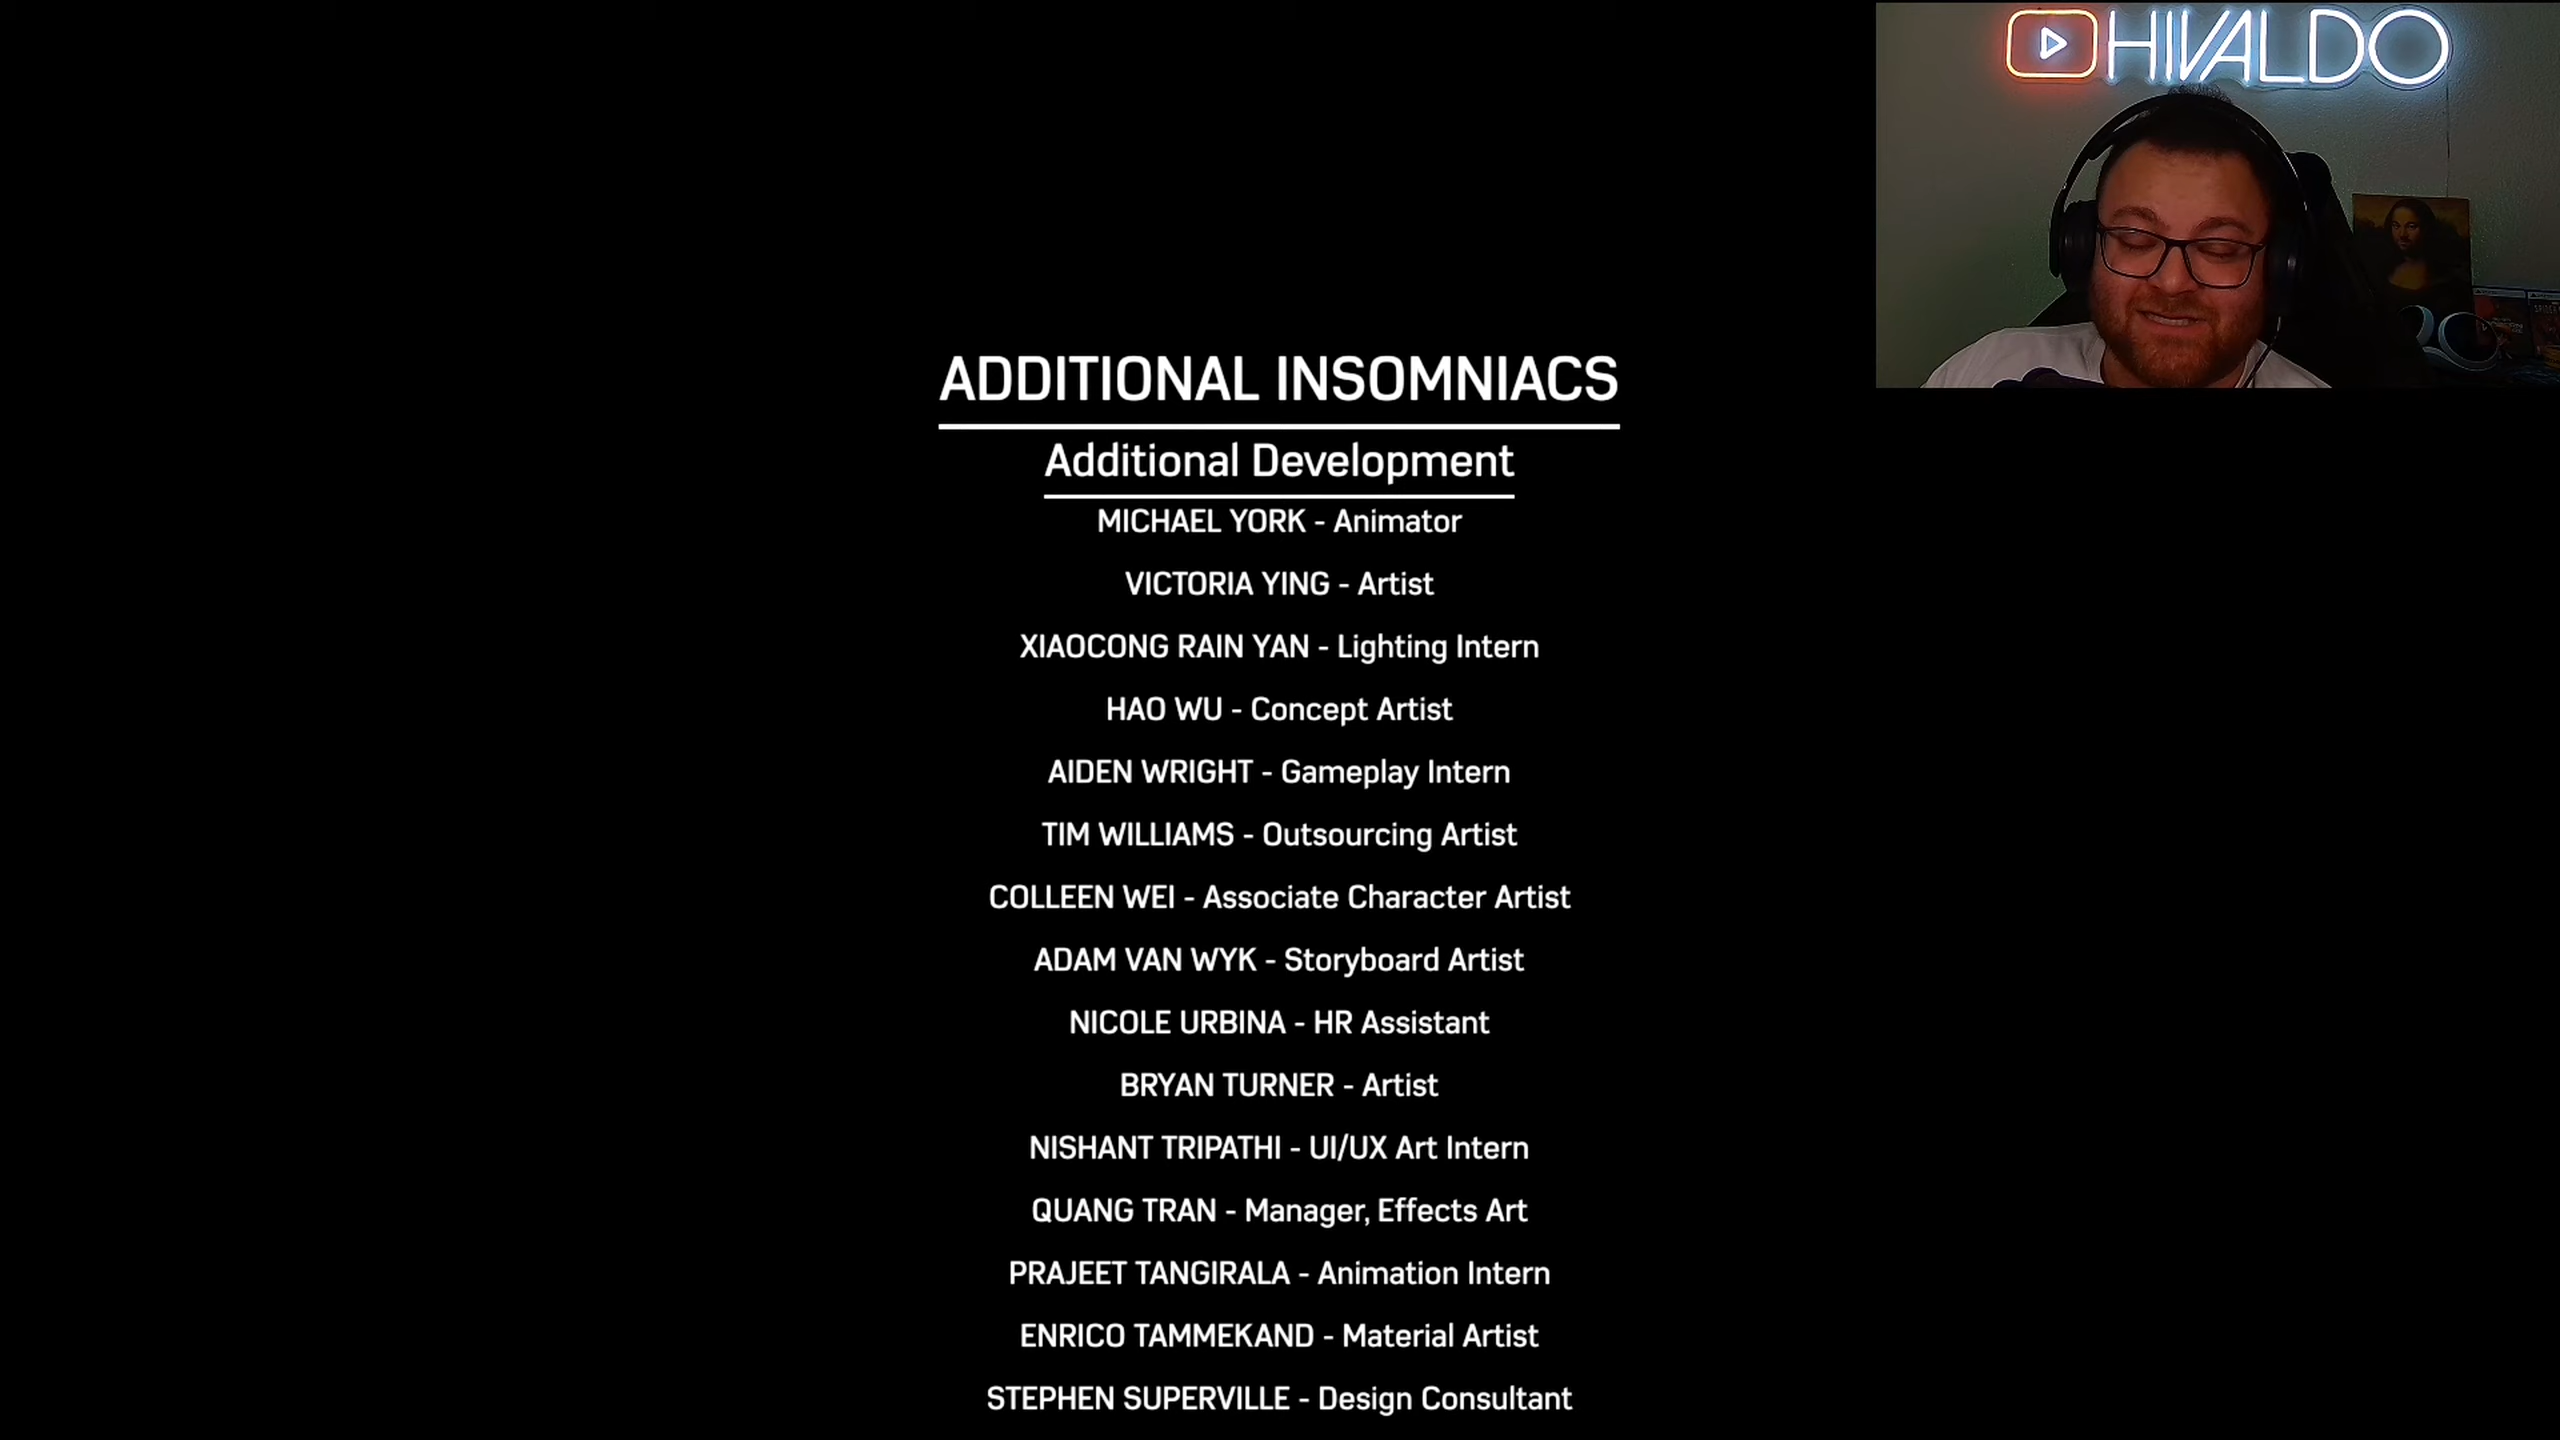 HIVALDO
ADDITIONAL INSOMNIACS
Additional Development
MICHAEL YORK - Animator
VICTORIA YING - Artist
XIAOCONG RAIN YAN - Lighting Intern
HAO WU - Concept Artist
AIDEN WRIGHT - Gameplay Intern
TIM WILLIAMS - Outsourcing Artist
COLLEEN WEI - Associate Character Artist
ADAM VAN WYK - Storyboard Artist
NICOLE URBINA - HR Assistant
BRYAN TURNER - Artist
NISHANT TRIPATHI - UI/UX Art Intern
QUANG TRAN - Manager, Effects Art
PRAJEET TANGIRALA - Animation Intern
ENRICO TAMMEKAND - Material Artist
STEPHEN SUPERVILLE - Design Consultant